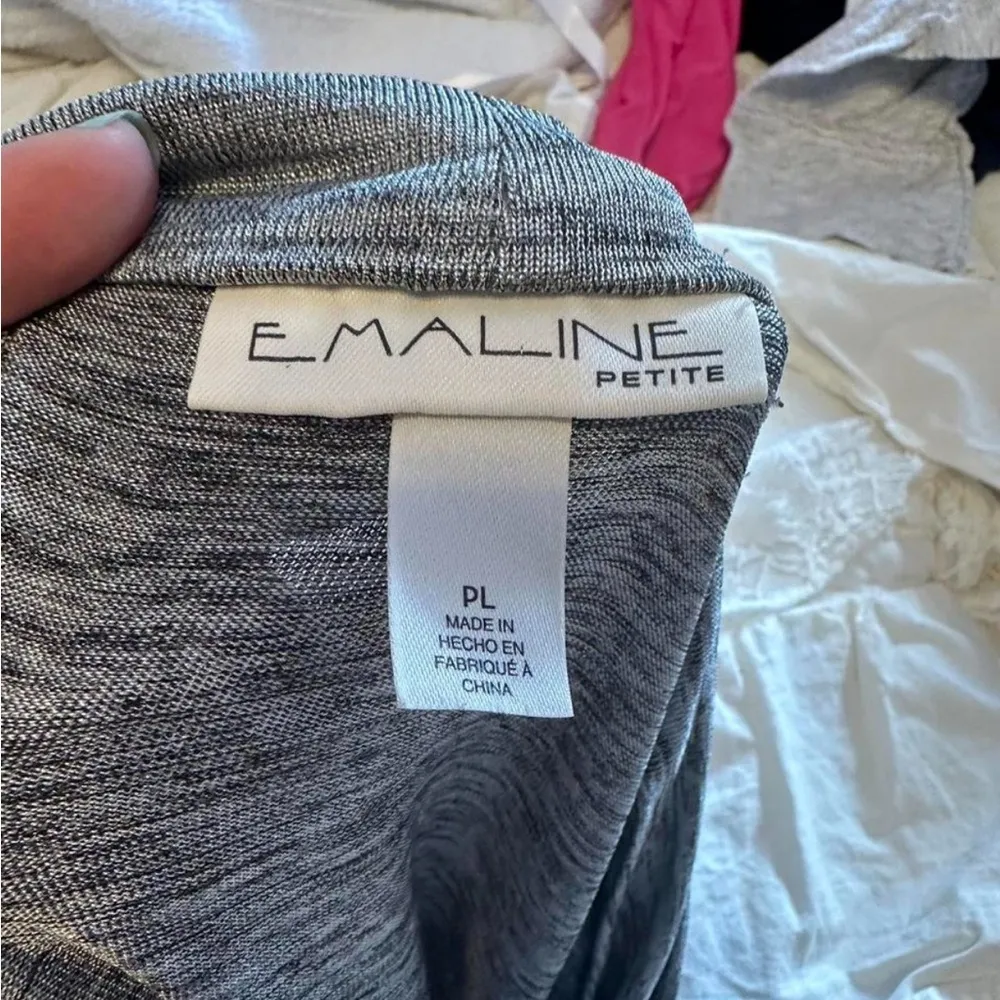 EMALINE
PETITE
PL
MADE IN
HECHO EN
FABRIQUÉ À
CHINA